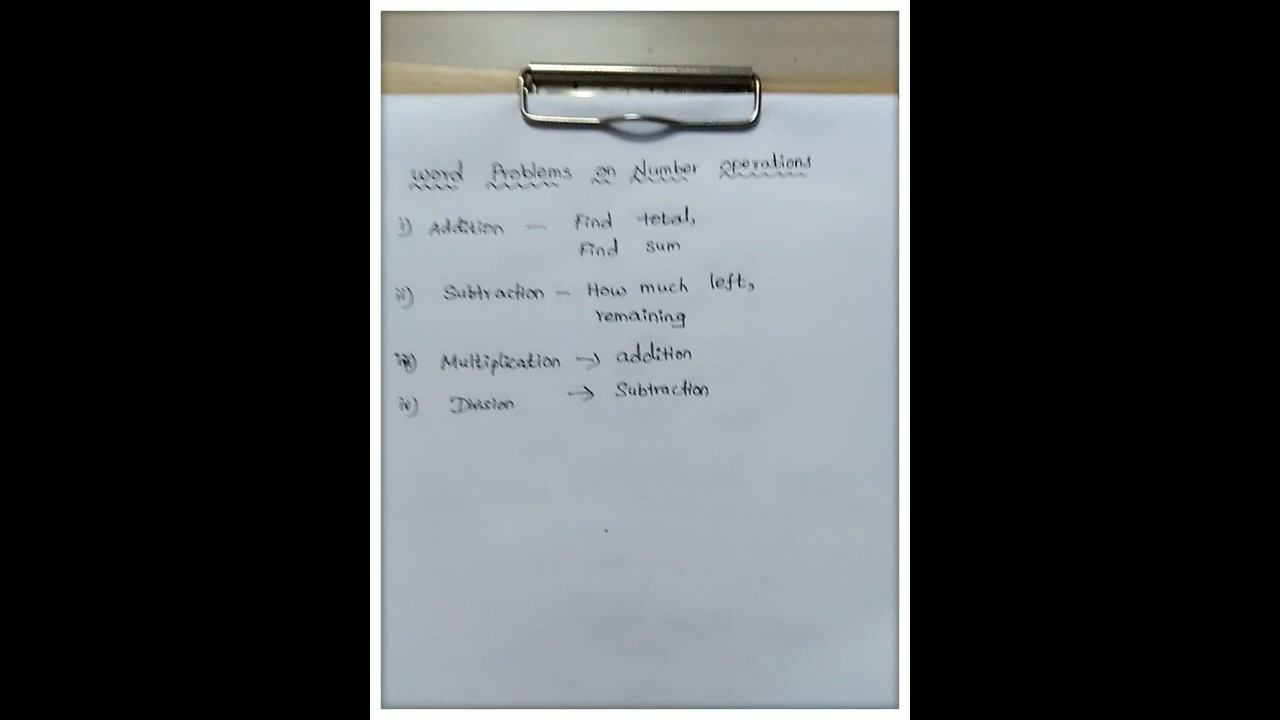 Word Problems on Number operations
i) Addition — Find total,
Find sum
ii) Subtraction – How much left,
remaining
iii) Multiplication → addition
iv) Division → Subtraction